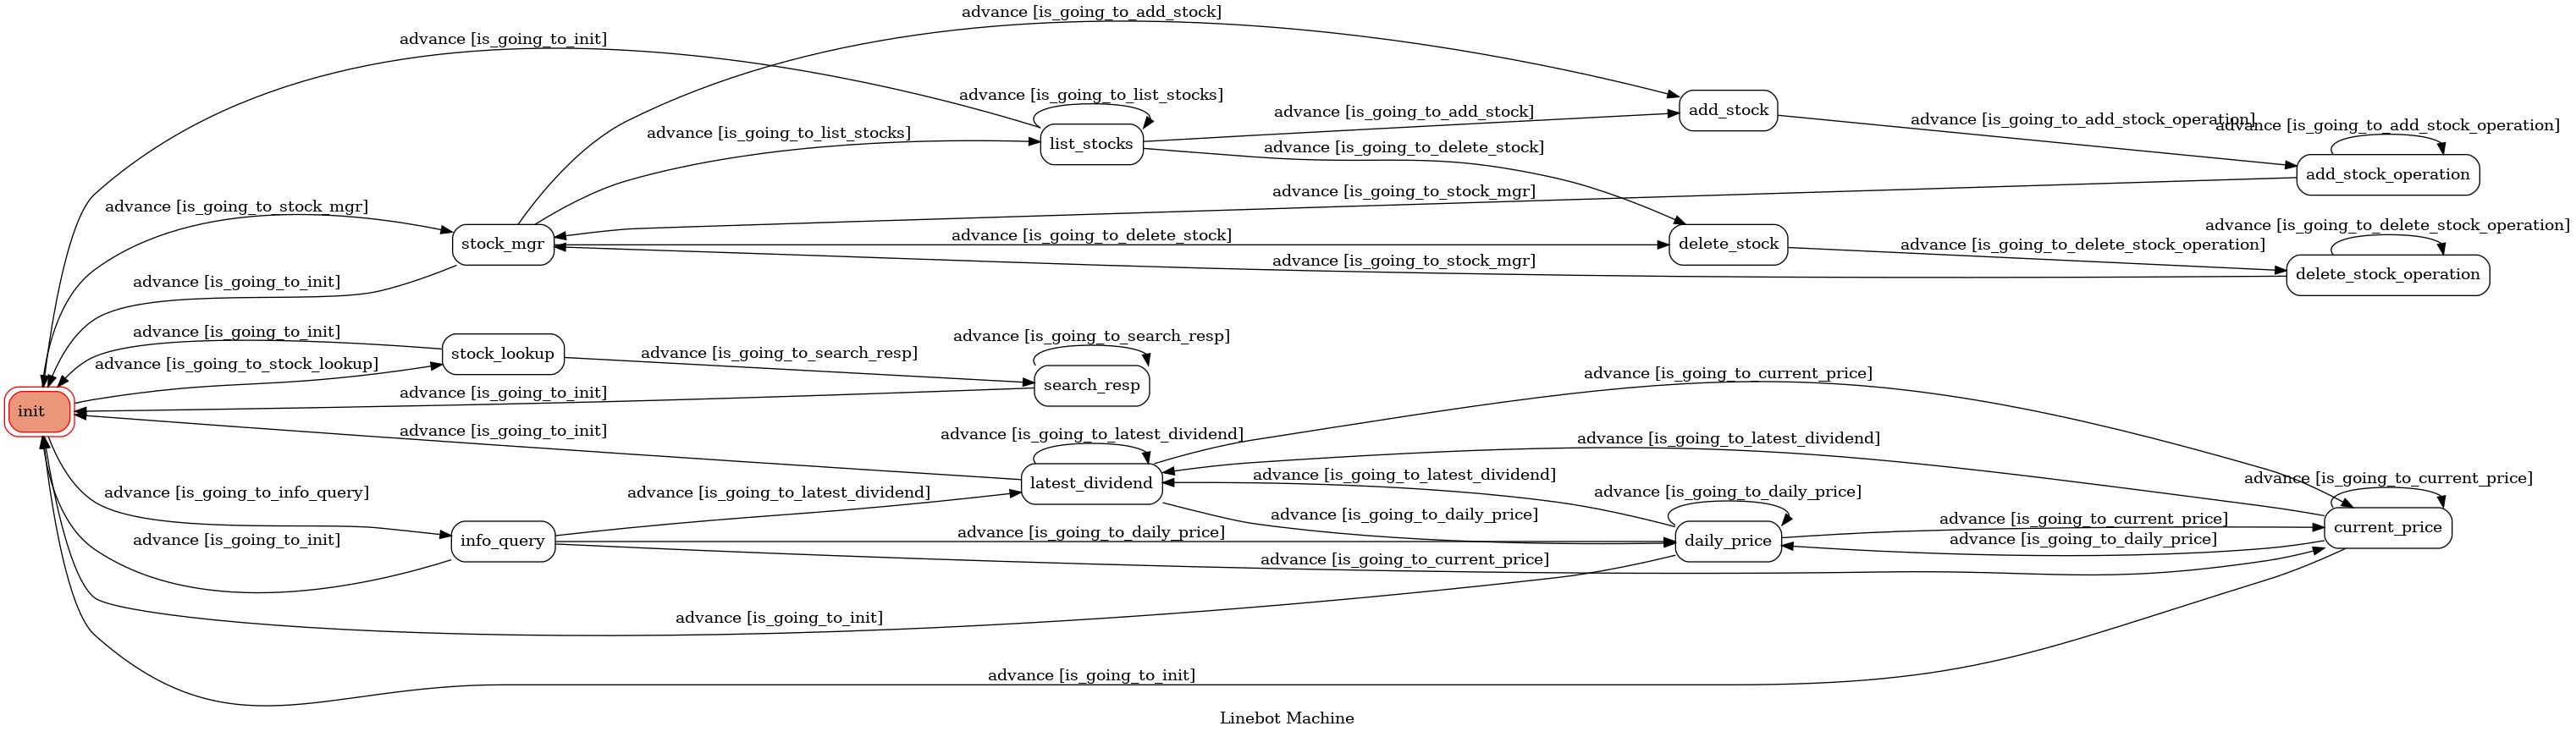 advance [is_going_to_add_stock]
advance [is_going_to_init]
advance [is_going_to_list_stocks]
advance [is_going_to_add_stock]
add_stock
advance [is_going_to_add_stock_operation]
advance [is_going_to_add_stock_operation]
advance [is_going_to_list_stocks]
list_stocks
advance [is_going_to_delete_stock]
add_stock_operation
advance [is_going_to_stock_mgr]
advance [is_going_to_stock_mgr]
stock_mgr
advance [is_going_to_delete_stock]
delete_stock
advance [is_going_to_delete_stock_operation]
advance [is_going_to_delete_stock_operation]
advance [is_going_to_stock_mgr]
delete_stock_operation
advance [is_going_to_init]
advance [is_going_to_init]
stock_lookup
advance [is_going_to_search_resp]
advance [is_going_to_search_resp]
advance [is_going_to_stock_lookup]
search_resp
advance [is_going_to_current_price]
advance [is_going_to_init]
init
advance [is_going_to_init]
advance [is_going_to_latest_dividend]
advance [is_going_to_latest_dividend]
latest_dividend
advance [is_going_to_latest_dividend]
advance [is_going_to_current_price]
advance [is_going_to_info_query]
advance [is_going_to_latest_dividend]
advance [is_going_to_daily_price]
advance [is_going_to_daily_price]
advance [is_going_to_current_price]
current_price
advance [is_going_to_init]
info_query
advance [is_going_to_daily_price]
daily_price
advance [is_going_to_daily_price]
advance [is_going_to_current_price]
advance [is_going_to_init]
advance [is_going_to_init]
Linebot Machine